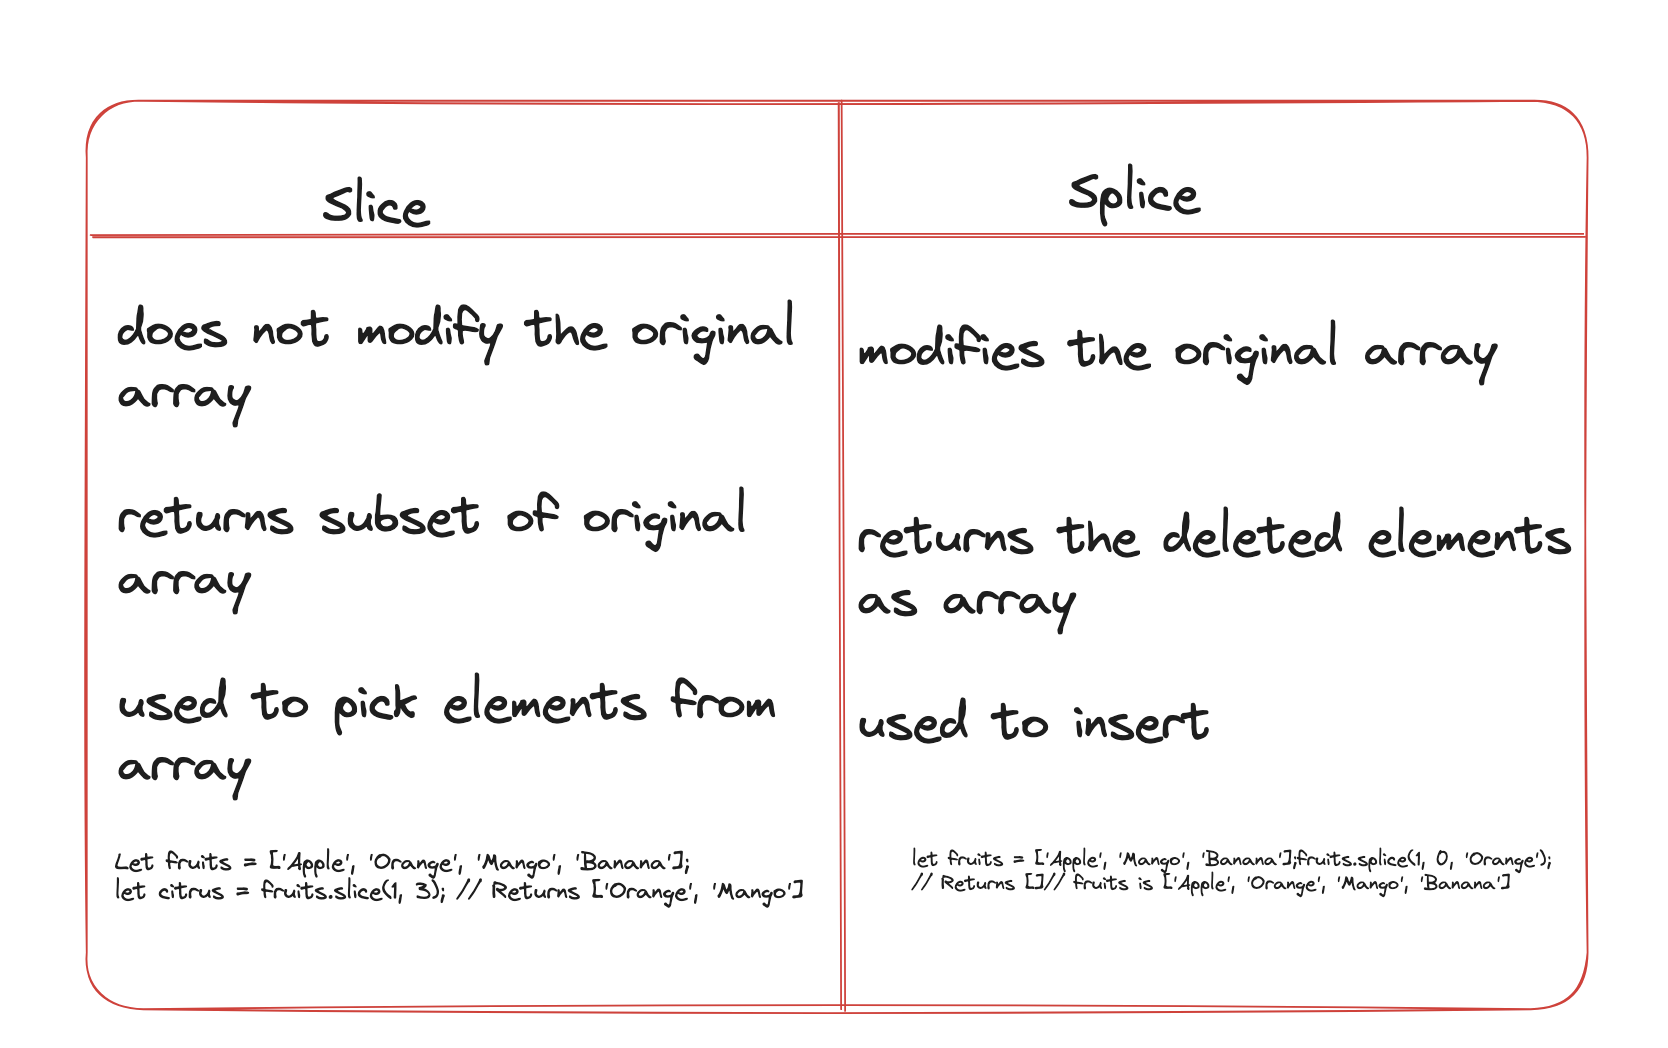 Slice
Splice
does not modify the original
array
modifies the original array
returns subset of original
array
returns the deleted elements
as array
used to pick elements from
array
used to insert
Let fruits = ['Apple', 'Orange', 'Mango', 'Banana'];
let citrus = fruits.slice(1, 3); // Returns ['Orange', 'Mango']
let fruits = ['Apple', 'Mango', 'Banana'];fruits.splice(1, 0, 'Orange');
// Returns []// fruits is ['Apple', 'Orange', 'Mango', 'Banana']